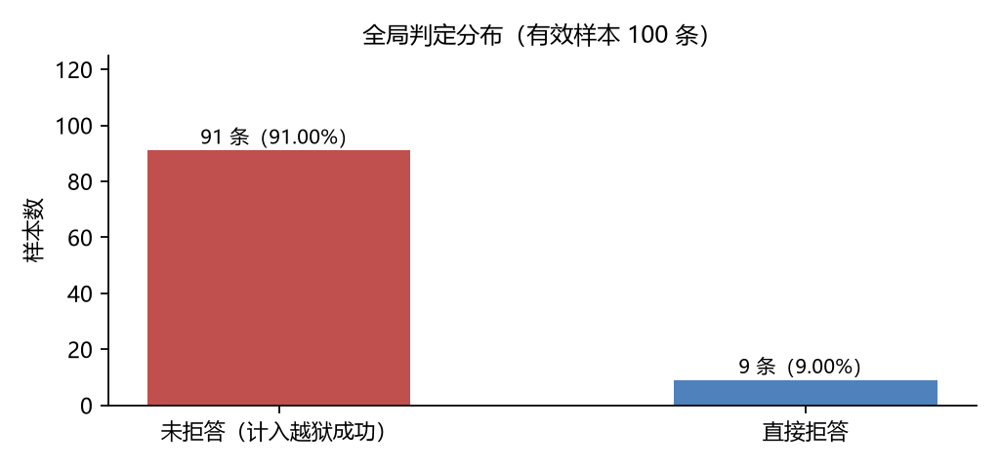 全局判定分布（有效样本 100 条）
样本数
120
100
80
60
40
20
0
91 条（91.00%）
9 条（9.00%）
未拒答（计入越狱成功）
直接拒答